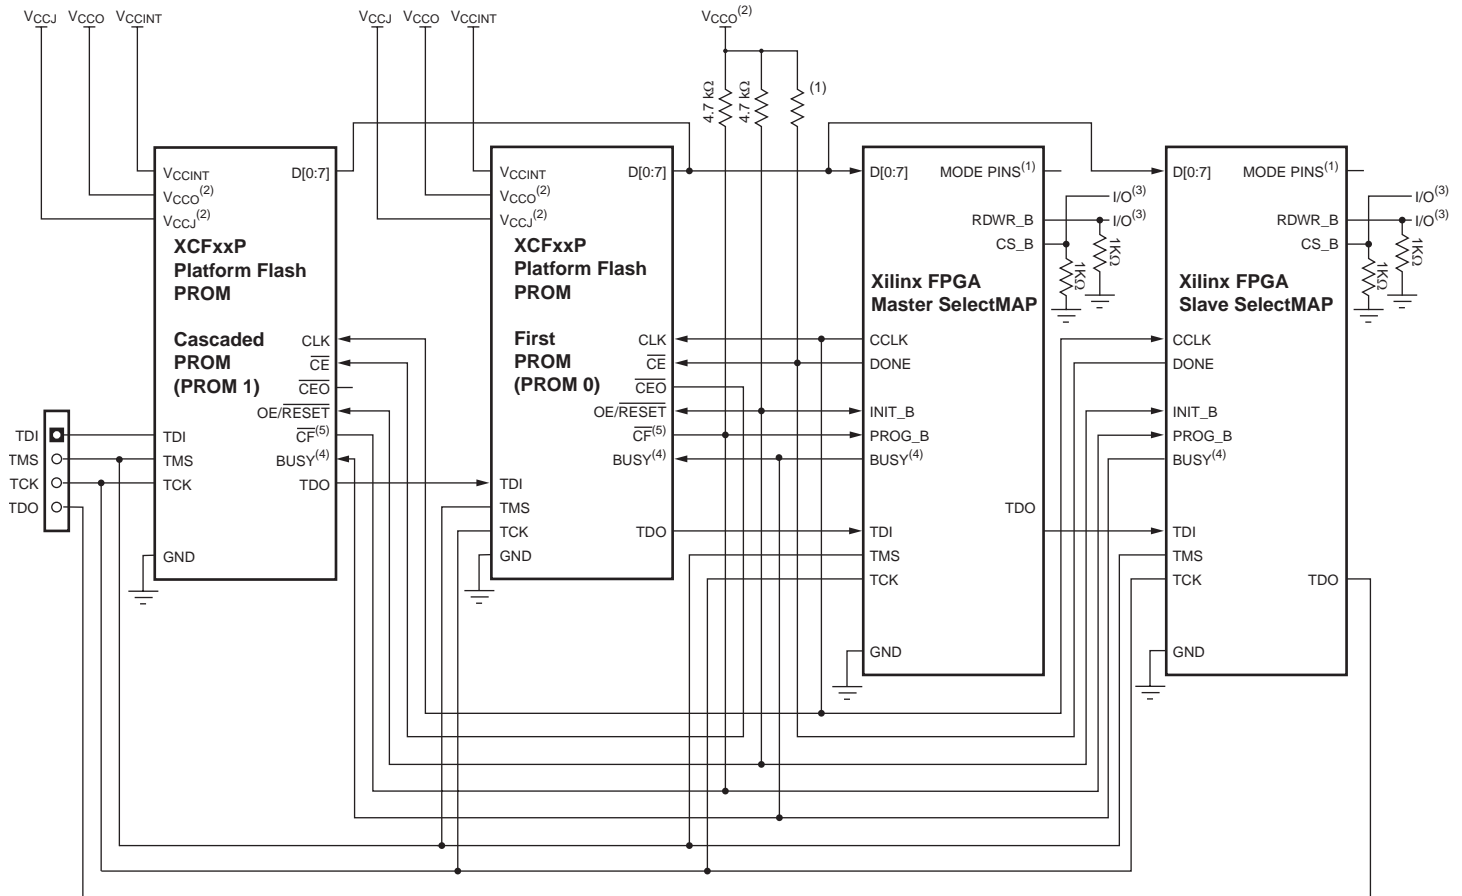 VCCJ VCCO VCCINT
VCCJ VCCO VCCINT
VCCO(2)
4.7 kΩ
4.7 kΩ
(1)
VCCINT
VCCO(2)
VCCJ(2)
D[0:7]
XCFxxP
Platform Flash
PROM
Cascaded
PROM
(PROM 1)
CLK
CE
CEO
OE/RESET
CF(5)
BUSY(4)
TDO
TDI
TMS
TCK
GND
TDI
TMS
TCK
TDO
VCCINT
VCCO(2)
VCCJ(2)
D[0:7]
XCFxxP
Platform Flash
PROM
First
PROM
(PROM 0)
CLK
CE
CEO
OE/RESET
CF(5)
BUSY(4)
TDI
TMS
TCK
TDO
GND
D[0:7]
MODE PINS(1)
RDWR_B
CS_B
I/O(3)
I/O(3)
1KΩ
1KΩ
Xilinx FPGA
Master SelectMAP
CCLK
DONE
INIT_B
PROG_B
BUSY(4)
TDO
TDI
TMS
TCK
GND
D[0:7]
MODE PINS(1)
RDWR_B
CS_B
I/O(3)
I/O(3)
1KΩ
1KΩ
Xilinx FPGA
Slave SelectMAP
CCLK
DONE
INIT_B
PROG_B
BUSY(4)
TDI
TMS
TCK
TDO
GND